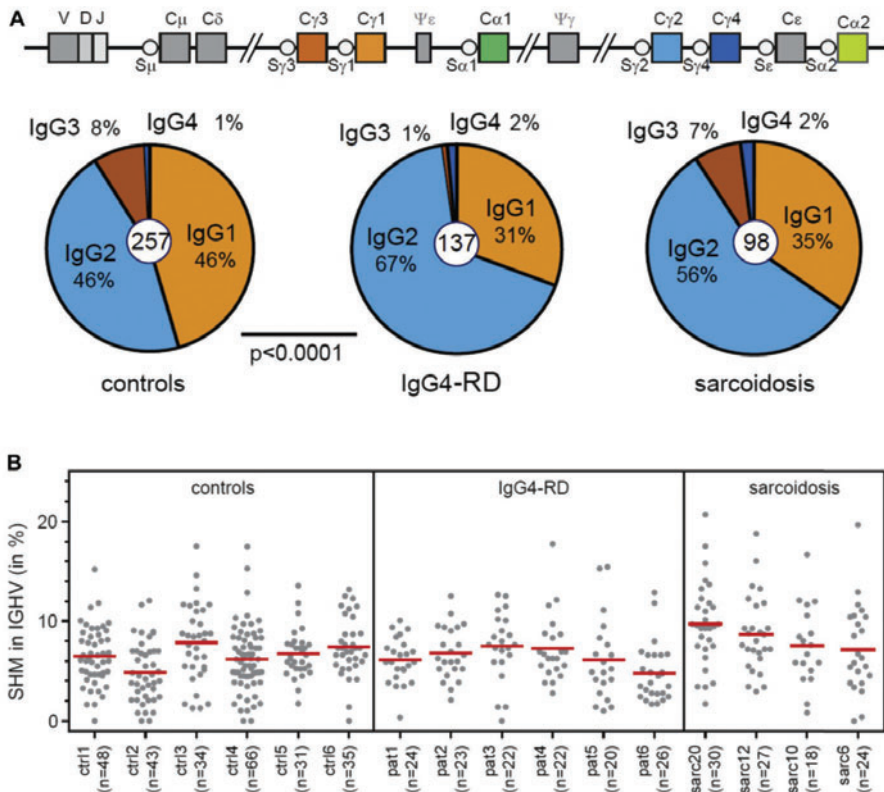 A
V D J Cμ Cδ Cγ3 Cγ1 Ψε Cα1 Ψγ Cγ2 Cγ4 Cε Cα2
Sμ Sγ3 Sγ1 Sα1 Sγ2 Sγ4 Sε Sα2
IgG3 8% IgG4 1%
IgG2 46%
257
IgG1 46%
controls
p<0.0001
IgG3 1% IgG4 2%
IgG2 67%
137
IgG1 31%
IgG4-RD
IgG3 7% IgG4 2%
IgG2 56%
98
IgG1 35%
sarcoidosis
B
controls IgG4-RD sarcoidosis
SHM in IGHV (in %)
20
10
0
ctrl1 (n=48)
ctrl2 (n=43)
ctrl3 (n=34)
ctrl4 (n=66)
ctrl5 (n=31)
ctrl6 (n=35)
pat1 (n=24)
pat2 (n=23)
pat3 (n=22)
pat4 (n=22)
pat5 (n=20)
pat6 (n=26)
sarc20 (n=30)
sarc12 (n=27)
sarc10 (n=18)
sarc6 (n=24)